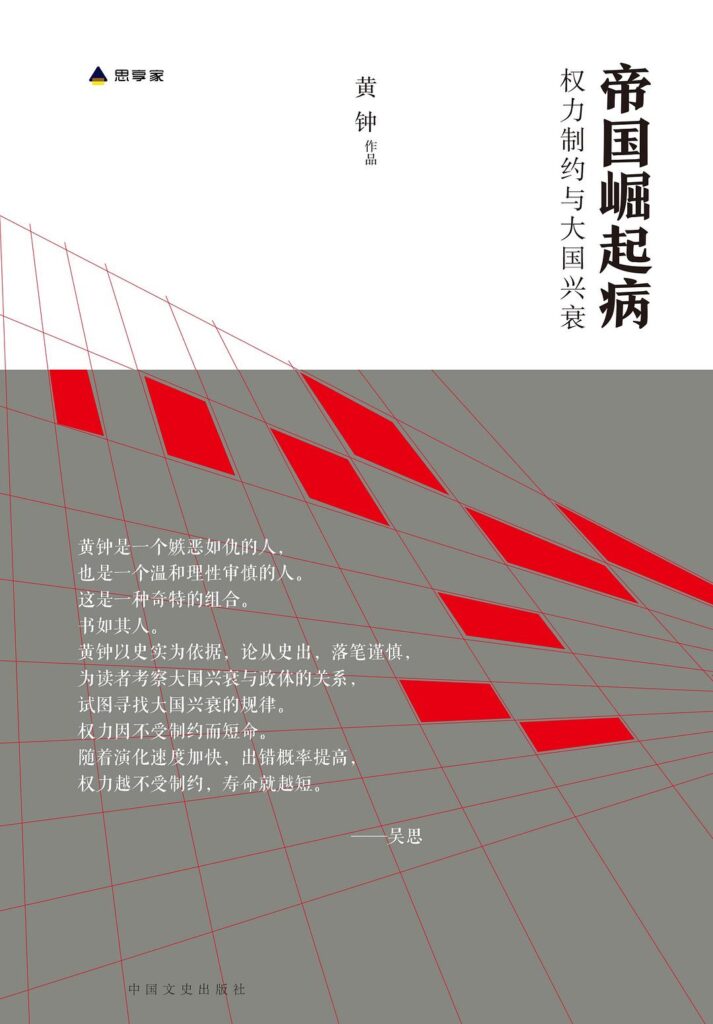 思享家
帝国崛起病
权力制约与大国兴衰
黄钟作品
黄钟是一个嫉恶如仇的人，
也是一个温和理性审慎的人。
这是一种奇特的组合。
书如其人。
黄钟以史实为依据，论从史出，落笔谨慎，
为读者考察大国兴衰与政休的关系，
试图寻找大国兴衰的规律。
权力因不受制约而短命。
随着演化速度加快，出错概率提高，
权力越不受制约，寿命就越短。
——吴思
中国文史出版社